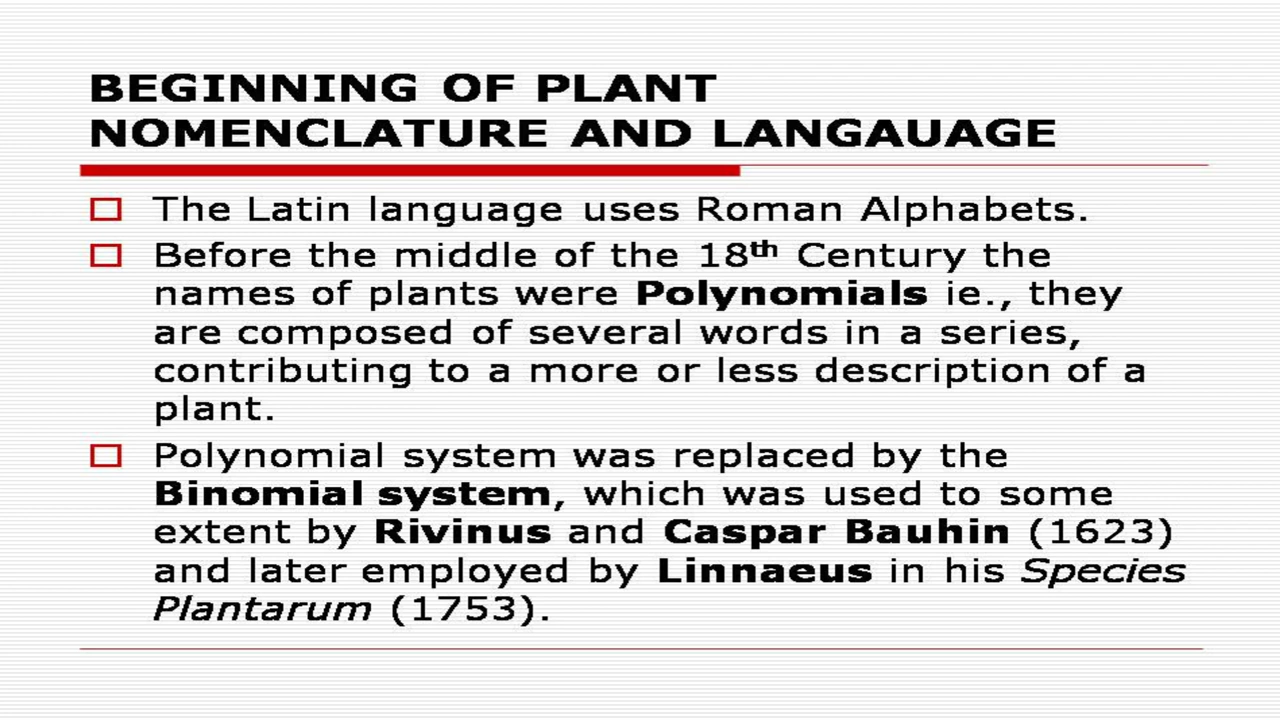 BEGINNING OF PLANT
NOMENCLATURE AND LANGAUAGE
The Latin language uses Roman Alphabets.
Before the middle of the 18th Century the
names of plants were Polynomials ie., they
are composed of several words in a series,
contributing to a more or less description of a
plant.
Polynomial system was replaced by the
Binomial system, which was used to some
extent by Rivinus and Caspar Bauhin (1623)
and later employed by Linnaeus in his Species
Plantarum (1753).